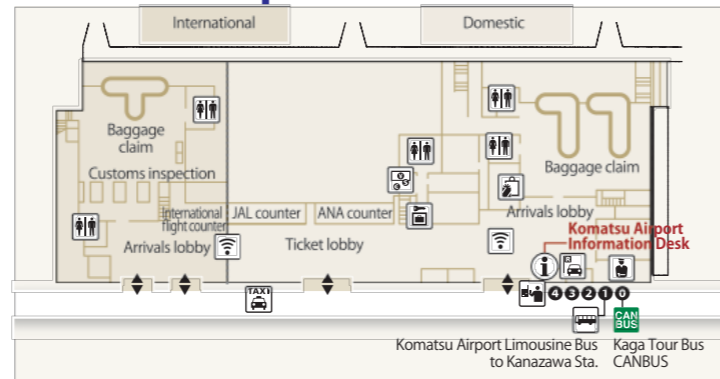 International
Domestic
Baggage
claim
Customs inspection
Baggage claim
International
flight counter
JAL counter
ANA counter
Arrivals lobby
Komatsu Airport
Information Desk
Arrivals lobby
Ticket lobby
TAXI
4 3 2 1 0
CAN
BUS
Komatsu Airport Limousine Bus
to Kanazawa Sta.
Kaga Tour Bus
CANBUS